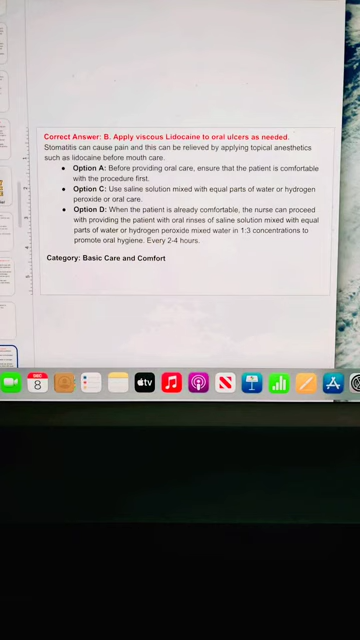 Correct Answer: B. Apply viscous Lidocaine to oral ulcers as needed.
Stomatitis can cause pain and this can be relieved by applying topical anesthetics
such as lidocaine before mouth care.
• Option A: Before providing oral care, ensure that the patient is comfortable
with the procedure first.
• Option C: Use saline solution mixed with equal parts of water or hydrogen
peroxide or oral care.
• Option D: When the patient is already comfortable, the nurse can proceed
with providing the patient with oral rinses of saline solution mixed with equal
parts of water or hydrogen peroxide mixed water in 1:3 concentrations to
promote oral hygiene. Every 2-4 hours.
Category: Basic Care and Comfort
DEC
8
tv